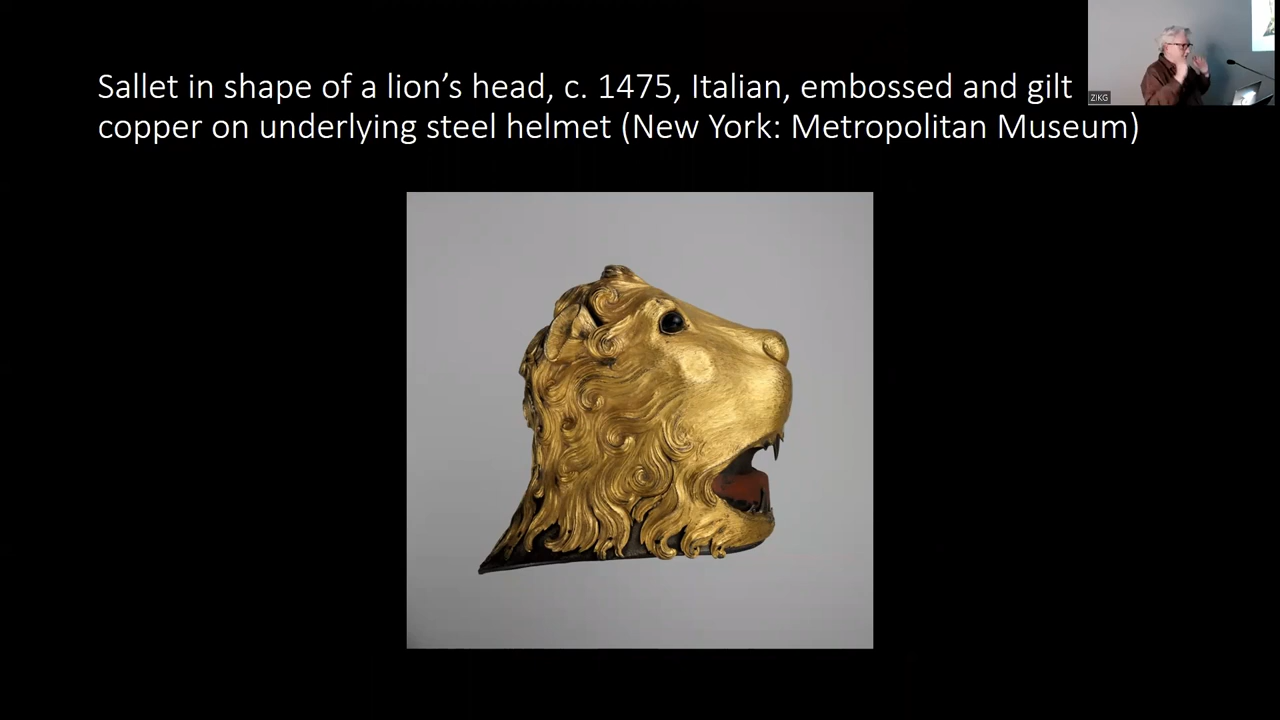 Sallet in shape of a lion’s head, c. 1475, Italian, embossed and gilt
copper on underlying steel helmet (New York: Metropolitan Museum)
ZIKG